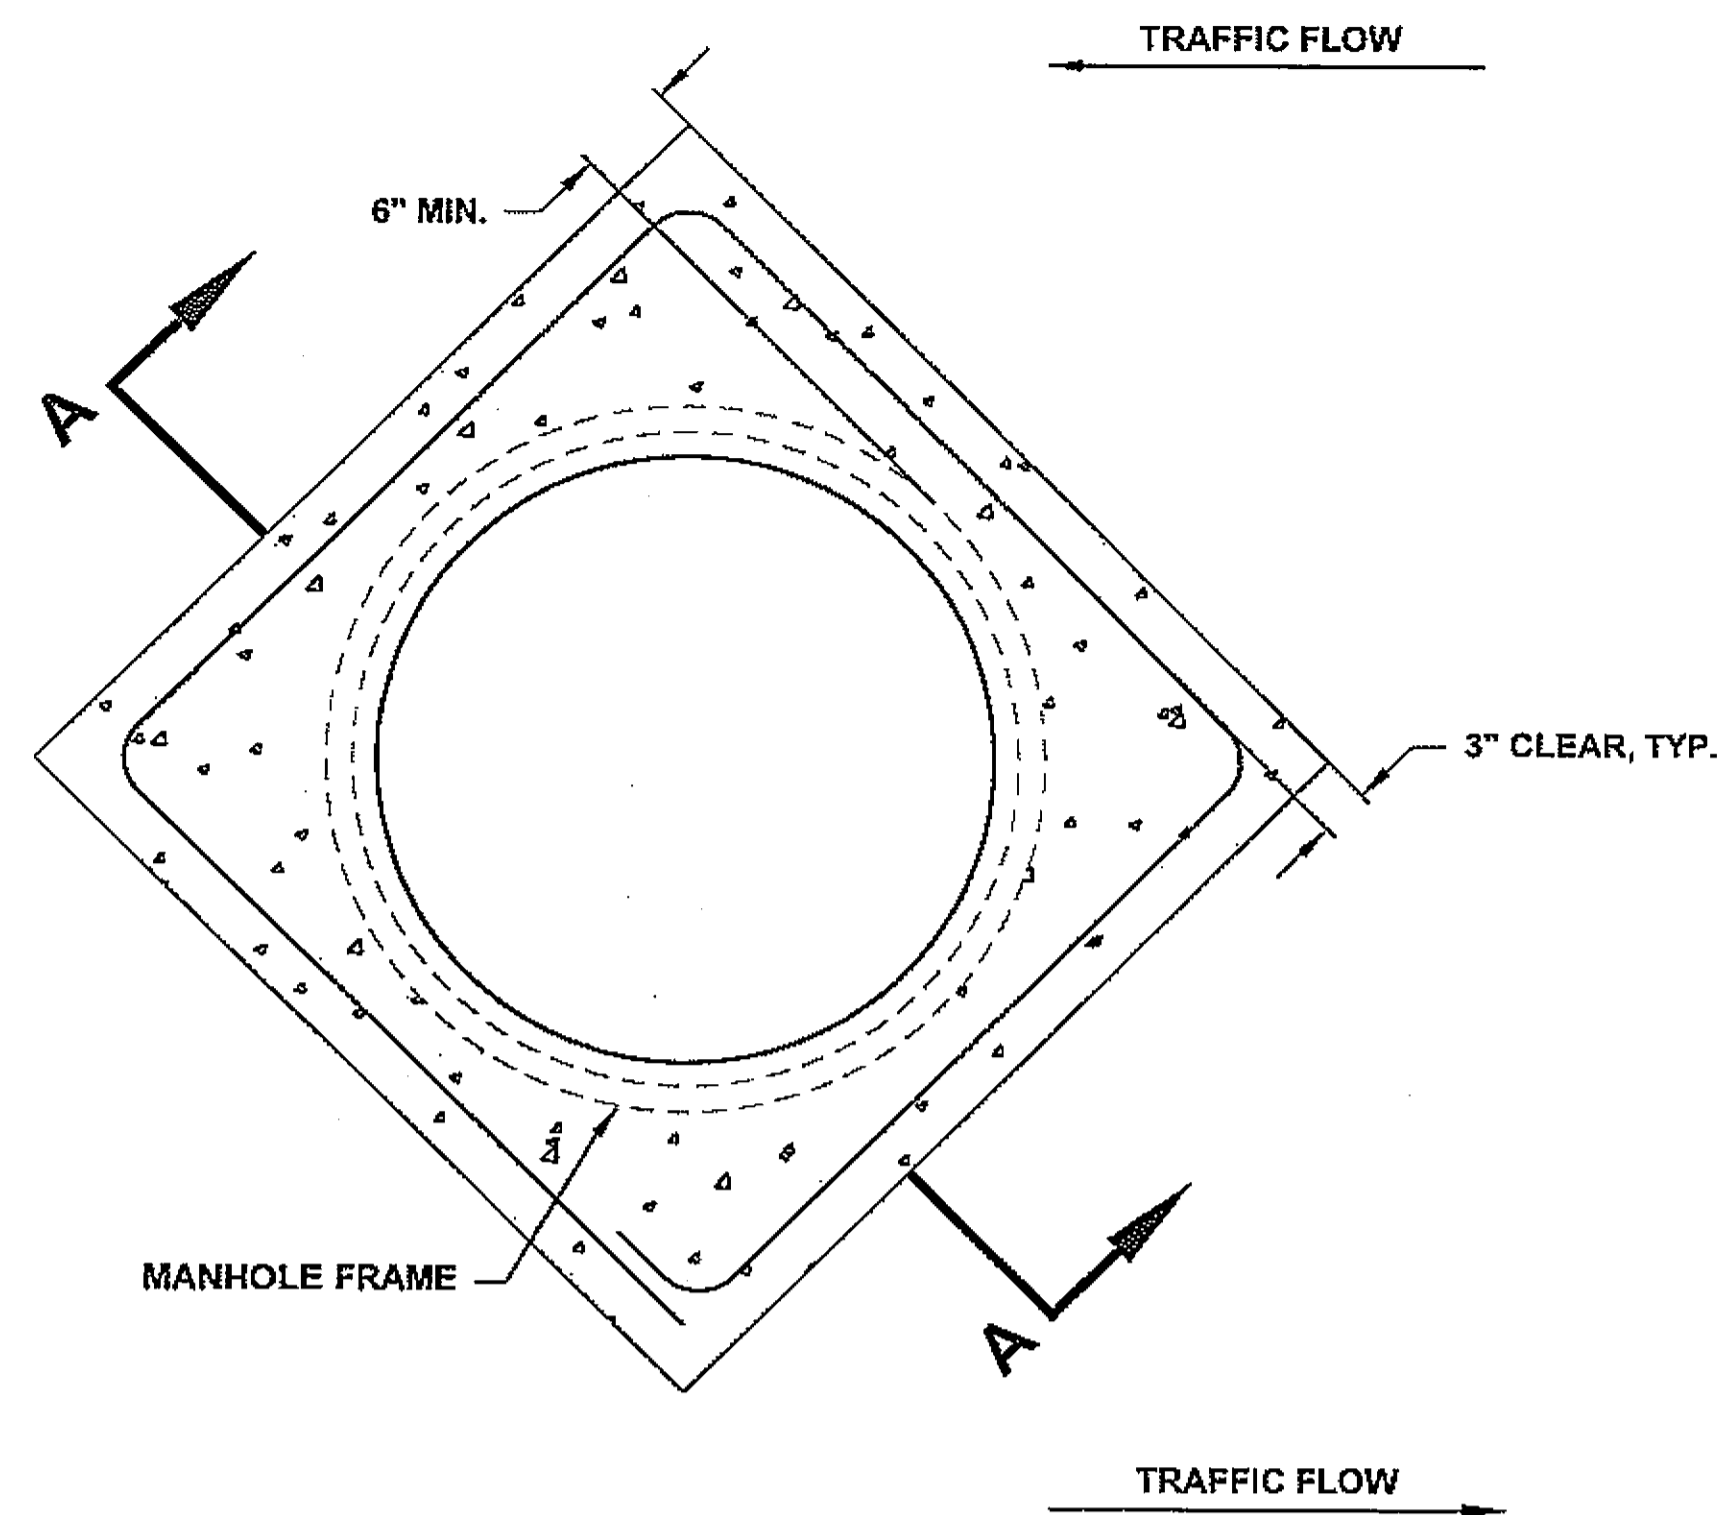 TRAFFIC FLOW
6" MIN.
A
3" CLEAR, TYP.
MANHOLE FRAME
A
TRAFFIC FLOW